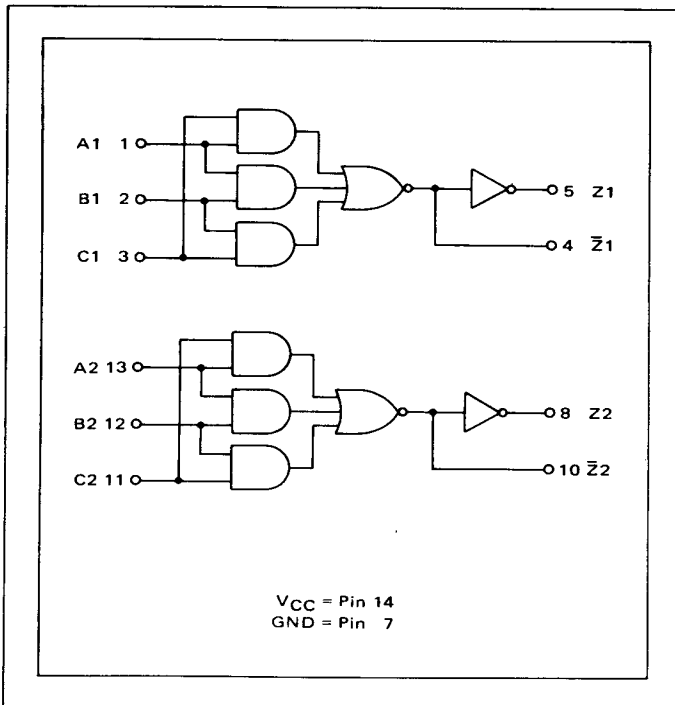 A1 1
B1 2
C1 3
5 Z1
4 Z̅1
A2 13
B2 12
C2 11
8 Z2
10 Z̅2
VCC = Pin 14
GND = Pin 7